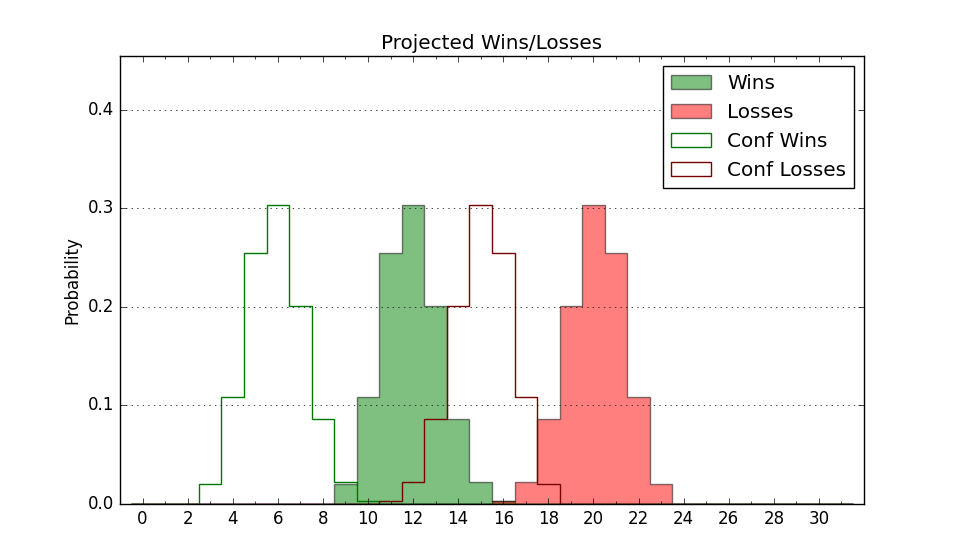 Projected Wins/Losses
Wins
Losses
Conf Wins
Conf Losses
Probability
0.4
0.3
0.2
0.1
0.0
0 2 4 6 8 10 12 14 16 18 20 22 24 26 28 30